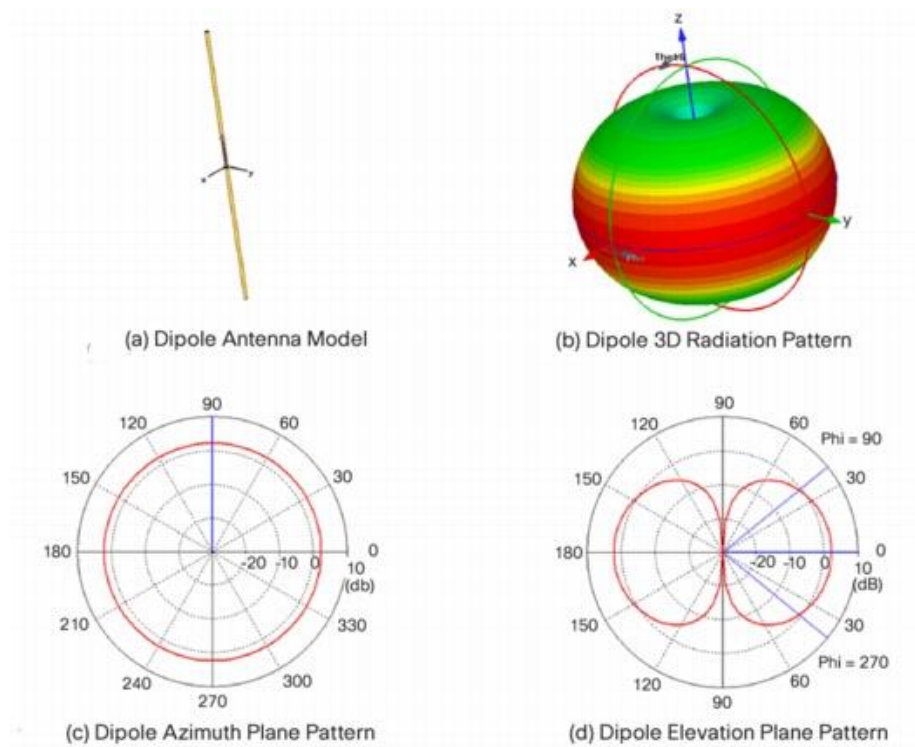 z
Theta
x
y
x
y
(a) Dipole Antenna Model
(b) Dipole 3D Radiation Pattern
90
120
60
150
30
180
-20
-10
0
10
0
(db)
210
330
240
300
270
(c) Dipole Azimuth Plane Pattern
90
120
60
Phi = 90
150
30
180
-20
-10
0
10
0
(dB)
150
30
120
60
Phi = 270
90
(d) Dipole Elevation Plane Pattern